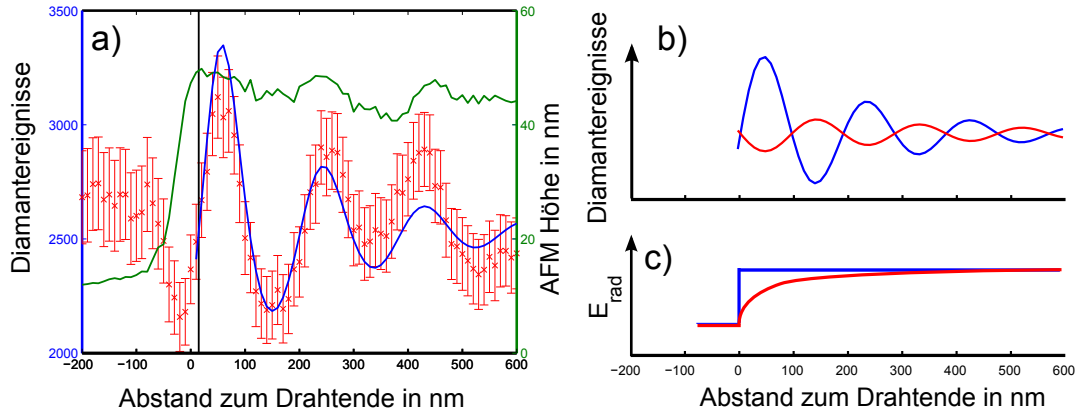 a)
Diamantereignisse
3500
3000
2500
2000
60
40
20
0
AFM Höhe in nm
−200 −100 0 100 200 300 400 500 600
Abstand zum Drahtende in nm
b)
Diamantereignisse
c)
E_rad
−200 −100 0 100 200 300 400 500 600
Abstand zum Drahtende in nm